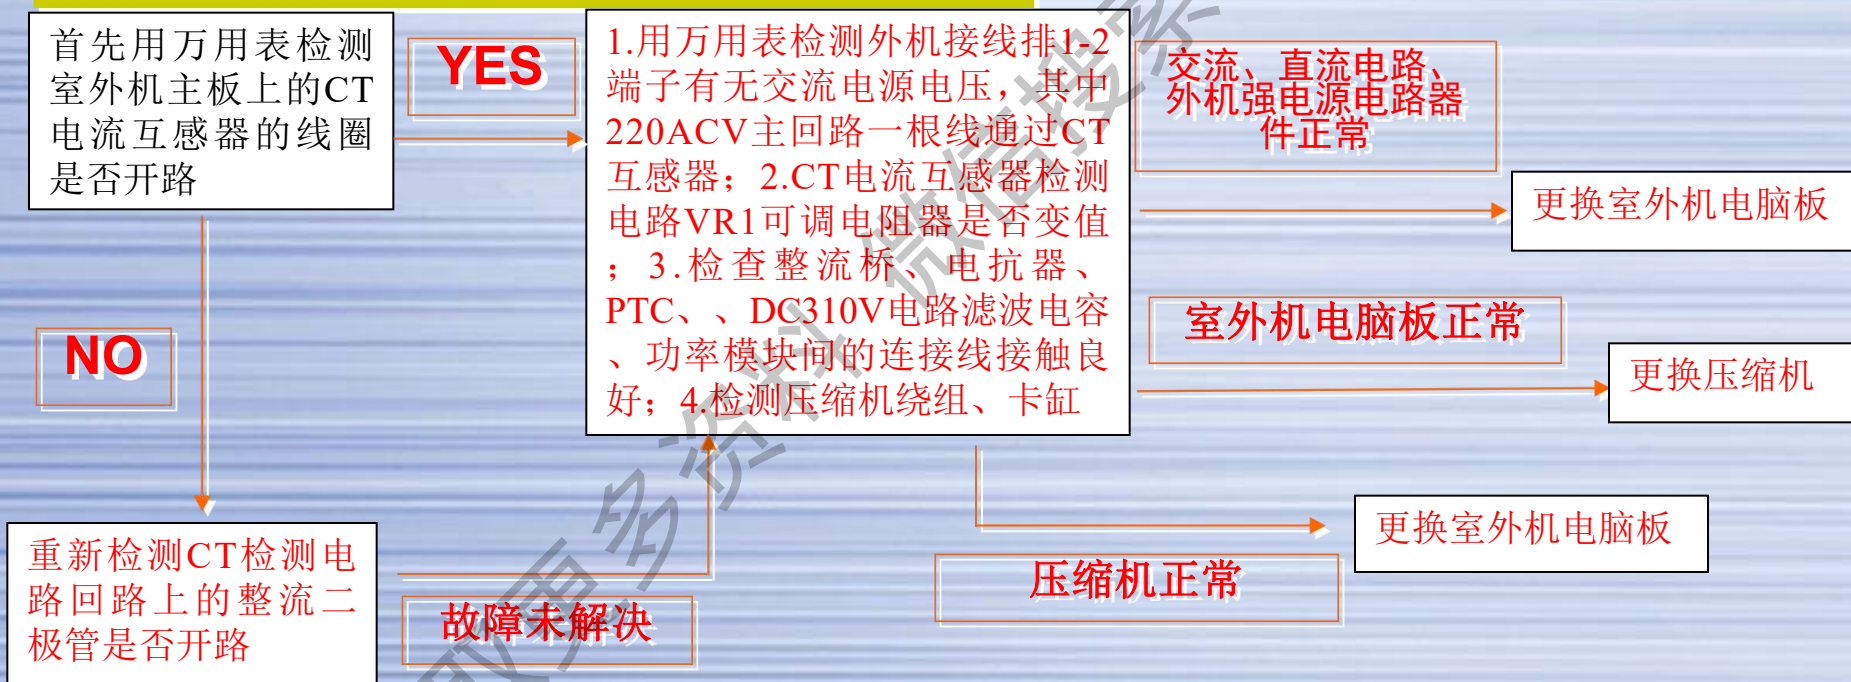 首先用万用表检测
室外机主板上的CT
电流互感器的线圈
是否开路
YES
1.用万用表检测外机接线排1-2
端子有无交流电源电压，其中
220ACV主回路一根线通过CT
互感器；2.CT电流互感器检测
电路VR1可调电阻器是否变值
；3.检查整流桥、电抗器、
PTC、、DC310V电路滤波电容
、功率模块间的连接线接触良
好；4.检测压缩机绕组、卡缸
交流、直流电路、
外机强电源电路器
件正常
更换室外机电脑板
NO
室外机电脑板正常
更换压缩机
重新检测CT检测电
路回路上的整流二
极管是否开路
故障未解决
压缩机正常
更换室外机电脑板
取更多资料 微信搜索